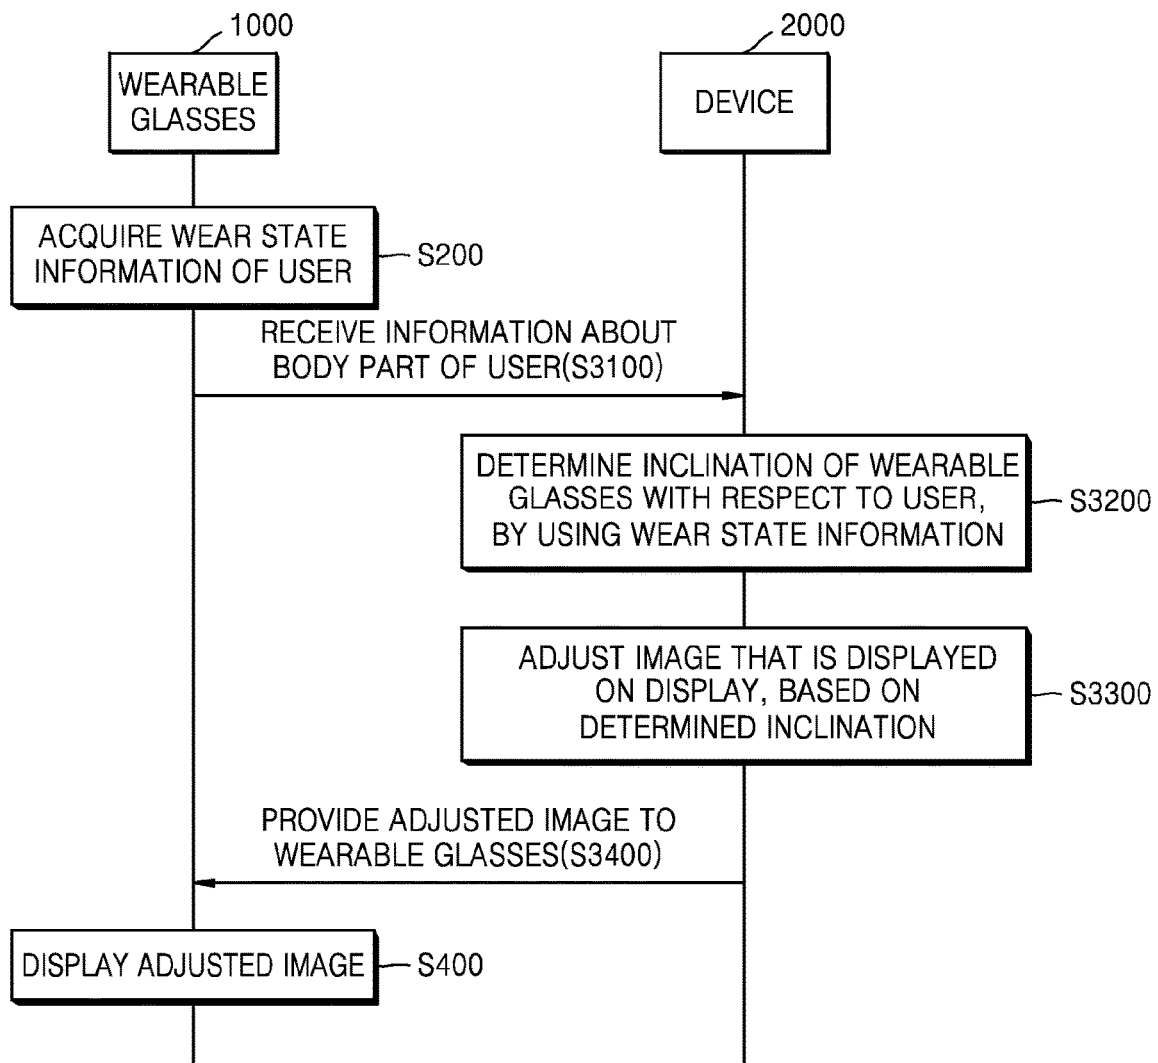 1000
2000
WEARABLE
GLASSES
DEVICE
ACQUIRE WEAR STATE
INFORMATION OF USER
S200
RECEIVE INFORMATION ABOUT
BODY PART OF USER(S3100)
DETERMINE INCLINATION OF WEARABLE
GLASSES WITH RESPECT TO USER,
BY USING WEAR STATE INFORMATION
S3200
ADJUST IMAGE THAT IS DISPLAYED
ON DISPLAY, BASED ON
DETERMINED INCLINATION
S3300
PROVIDE ADJUSTED IMAGE TO
WEARABLE GLASSES(S3400)
DISPLAY ADJUSTED IMAGE
S400